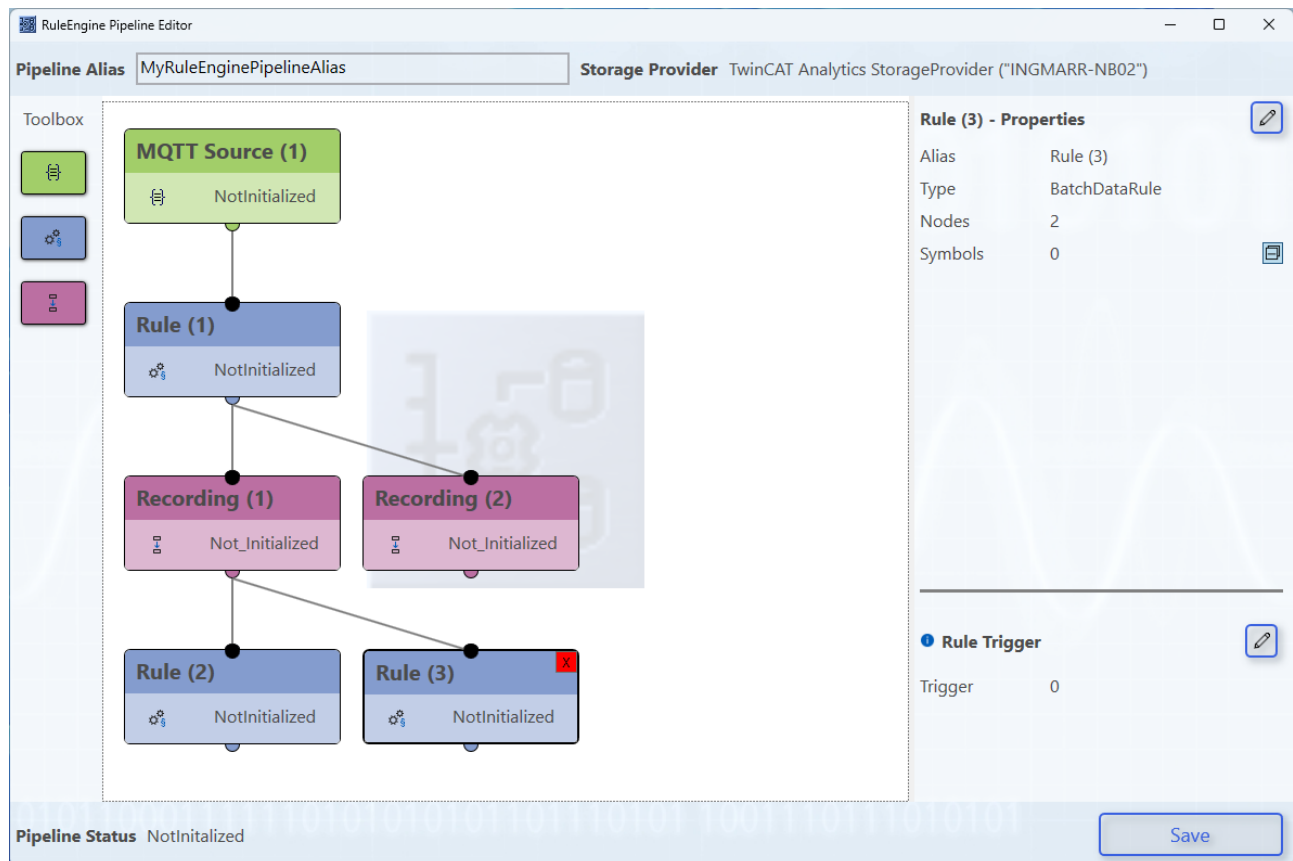 RuleEngine Pipeline Editor
Pipeline Alias MyRuleEnginePipelineAlias Storage Provider TwinCAT Analytics StorageProvider ("INGMARR-NB02")
Toolbox
MQTT Source (1)
NotInitialized
Rule (1)
NotInitialized
Recording (1) Recording (2)
Not_Initialized Not_Initialized
Rule (2) Rule (3) X
NotInitialized NotInitialized
Rule (3) - Properties
Alias Rule (3)
Type BatchDataRule
Nodes 2
Symbols 0
Rule Trigger
Trigger 0
Pipeline Status NotInitalized
Save